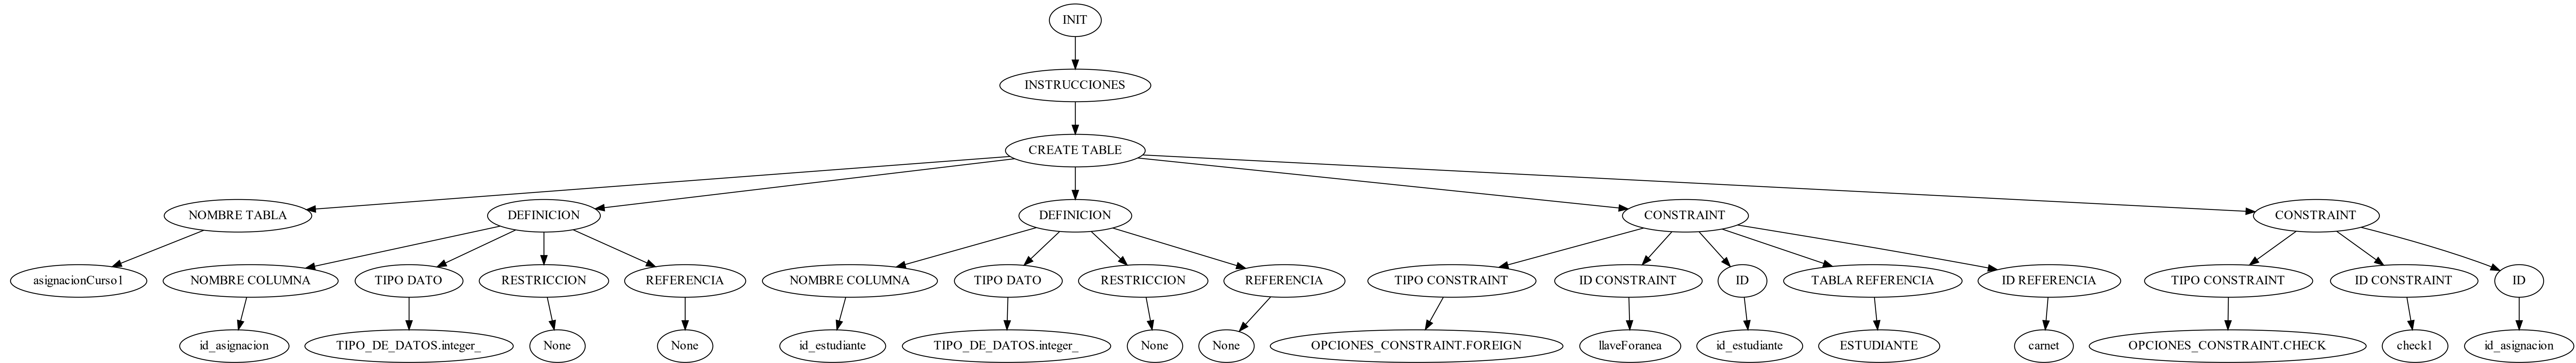 INIT
INSTRUCCIONES
CREATE TABLE
NOMBRE TABLA
DEFINICION
DEFINICION
CONSTRAINT
CONSTRAINT
asignacionCurso1
NOMBRE COLUMNA
TIPO DATO
RESTRICCION
REFERENCIA
NOMBRE COLUMNA
TIPO DATO
RESTRICCION
REFERENCIA
TIPO CONSTRAINT
ID CONSTRAINT
ID
TABLA REFERENCIA
ID REFERENCIA
TIPO CONSTRAINT
ID CONSTRAINT
ID
id_asignacion
TIPO_DE_DATOS.integer_
None
None
id_estudiante
TIPO_DE_DATOS.integer_
None
None
OPCIONES_CONSTRAINT.FOREIGN
llaveForanea
id_estudiante
ESTUDIANTE
carnet
OPCIONES_CONSTRAINT.CHECK
check1
id_asignacion